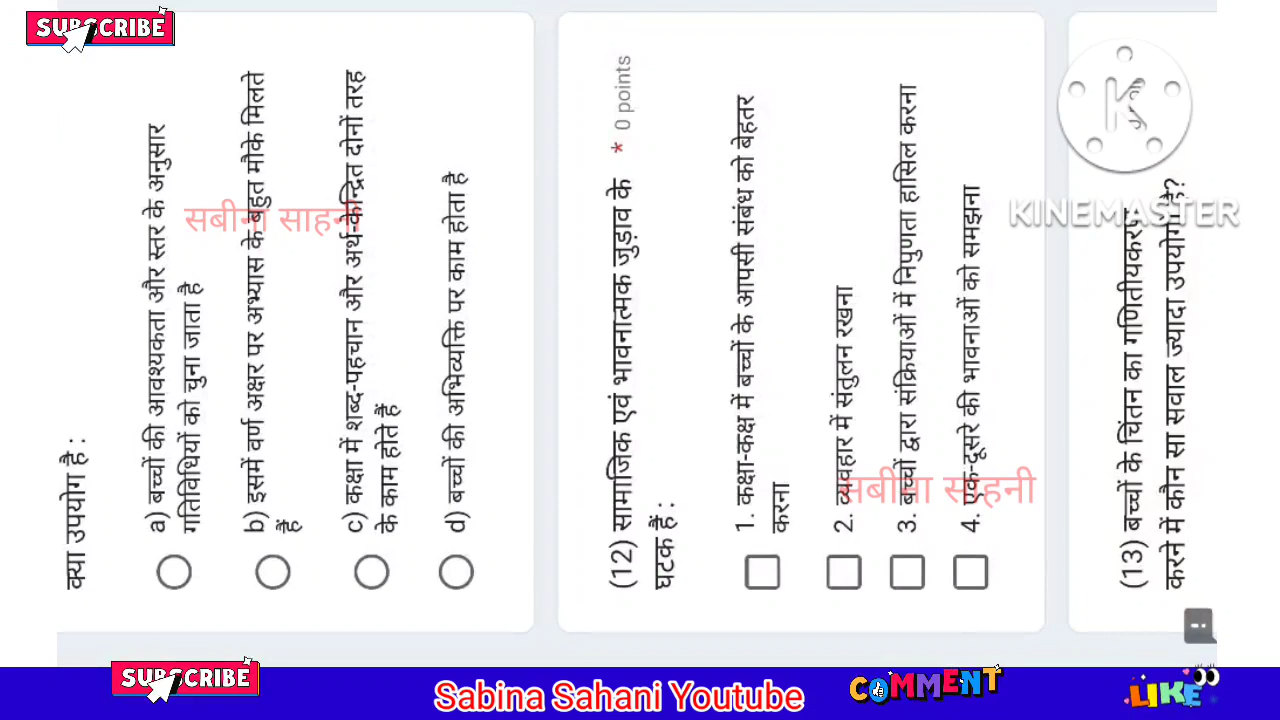 SUBSCRIBE
क्या उपयोग है :
a) बच्चों की आवश्यकता और स्तर के अनुसार
गतिविधियों को चुना जाता है
b) इसमें वर्ण अक्षर पर अभ्यास के बहुत मौके मिलते
हैं
c) कक्षा में शब्द-पहचान और अर्थ-केन्द्रित दोनों तरह
के काम होते हैं
d) बच्चों की अभिव्यक्ति पर काम होता है
सबीना साहनी
(12) सामाजिक एवं भावनात्मक जुड़ाव के * 0 points
घटक हैं :
1. कक्षा-कक्ष में बच्चों के आपसी संबंध को बेहतर
करना
2. व्यवहार में संतुलन रखना
3. बच्चों द्वारा संक्रियाओं में निपुणता हासिल करना
4. एक-दूसरे की भावनाओं को समझना
सबीना साहनी
(13) बच्चों के चिंतन का गणितीयकरण
करने में कौन सा सवाल ज्यादा उपयोगी है?
K
KINEMASTER
SUBSCRIBE
Sabina Sahani Youtube
COMMENT
LIKE